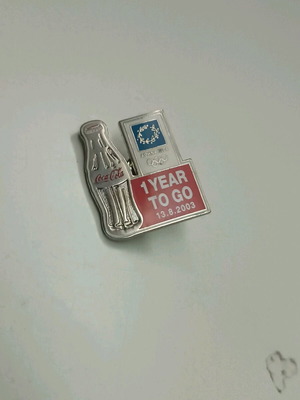 Coca-Cola
1 YEAR
TO GO
13.8.2003